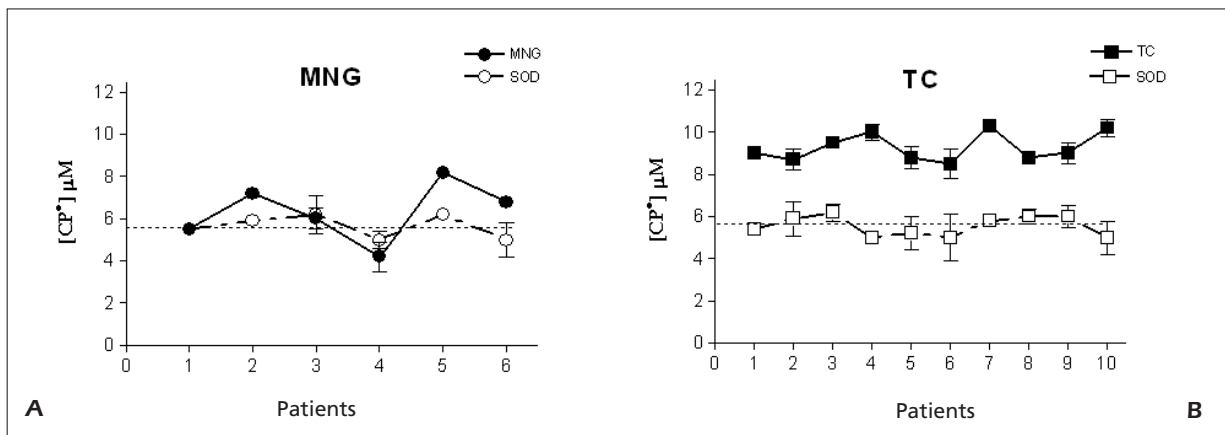 MNG
MNG
SOD
[CP•] µM
12
10
8
6
4
2
0
0 1 2 3 4 5 6
A
Patients
TC
TC
SOD
[CP•] µM
12
10
8
6
4
2
0
0 1 2 3 4 5 6 7 8 9 10
Patients
B